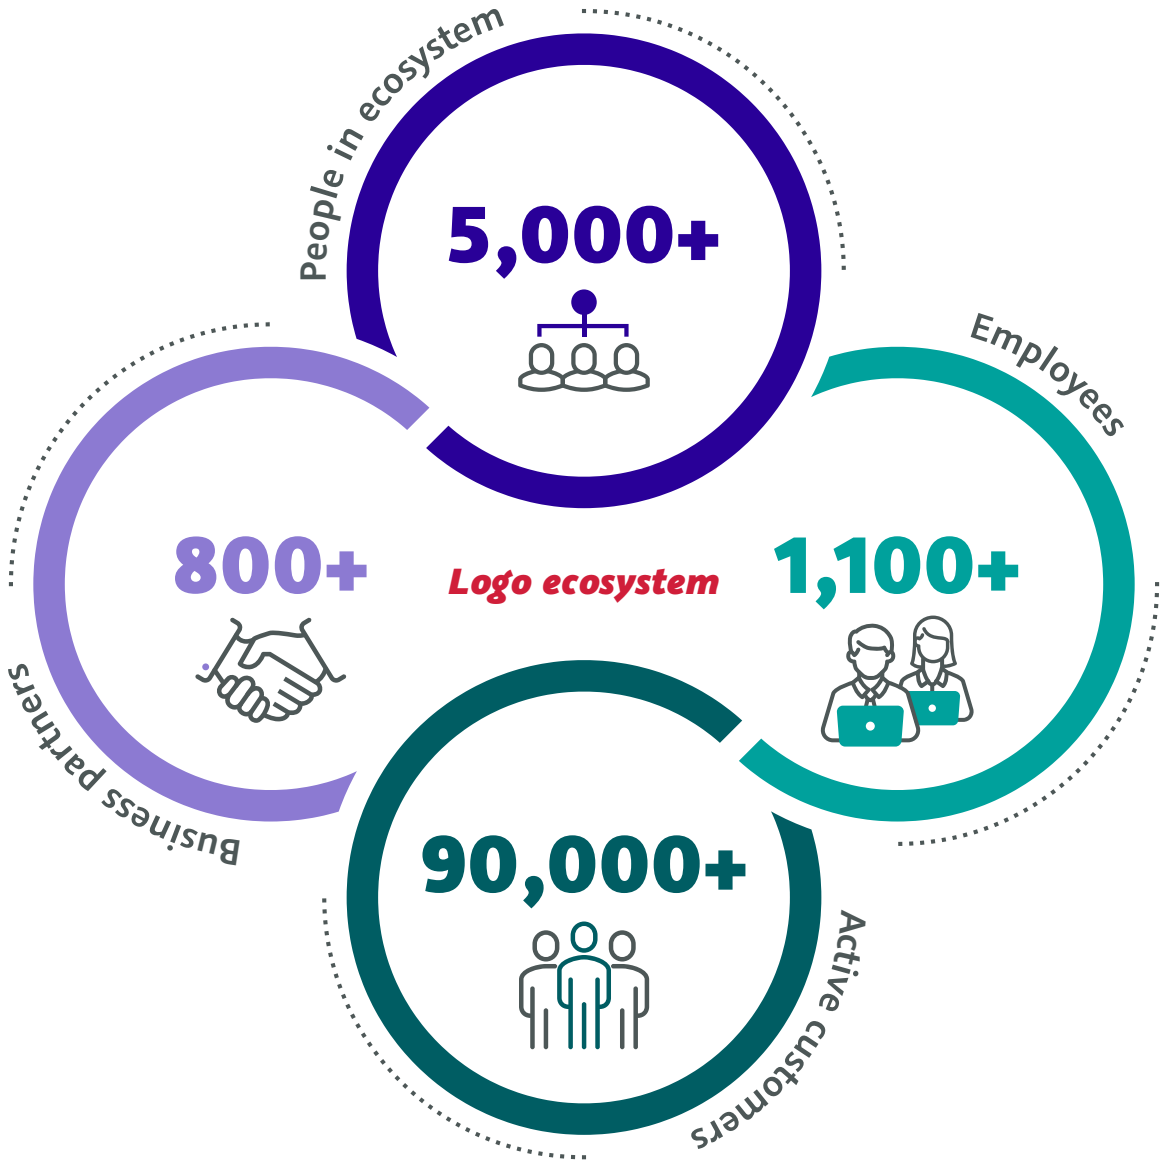 People in ecosystem
5,000+
Employees
1,100+
Logo ecosystem
800+
Business partners
90,000+
Active customers